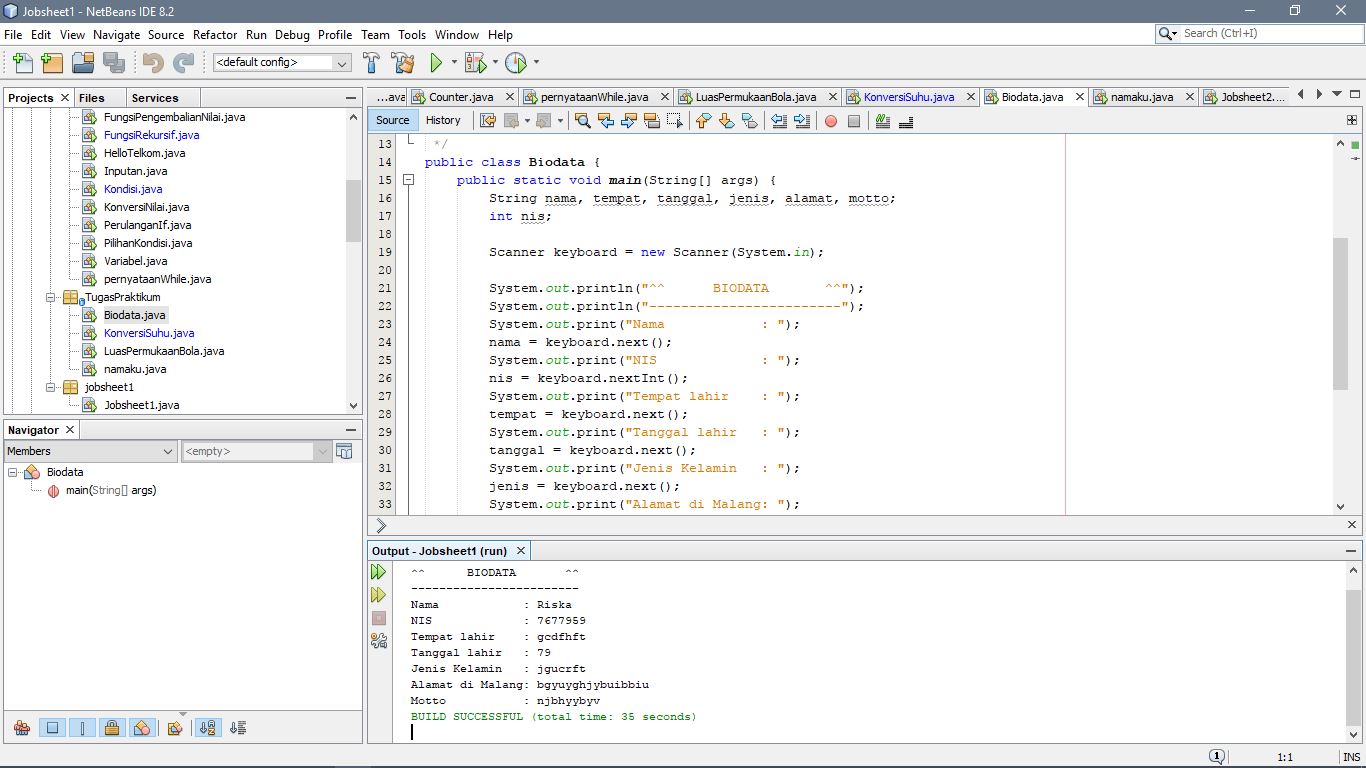 Jobsheet1 - NetBeans IDE 8.2
File Edit View Navigate Source Refactor Run Debug Profile Team Tools Window Help
Search (Ctrl+I)
<default config>
Projects Files Services
FungsiPengembalianNilai.java
FungsiRekursif.java
HelloTelkom.java
Inputan.java
Kondisi.java
KonversiNilai.java
PerulanganIf.java
PilihanKondisi.java
Variabel.java
pernyataanWhile.java
TugasPraktikum
Biodata.java
KonversiSuhu.java
LuasPermukaanBola.java
namaku.java
jobsheet1
Jobsheet1.java
Navigator
Members <empty>
Biodata
main(String[] args)
...ava Counter.java pernyataanWhile.java LuasPermukaanBola.java KonversiSuhu.java Biodata.java namaku.java Jobsheet2....
Source History
13 */
14 public class Biodata {
15 public static void main(String[] args) {
16 String nama, tempat, tanggal, jenis, alamat, motto;
17 int nis;
18
19 Scanner keyboard = new Scanner(System.in);
20
21 System.out.println("^^      BIODATA       ^^");
22 System.out.println("------------------------");
23 System.out.print("Nama            : ");
24 nama = keyboard.next();
25 System.out.print("NIS             : ");
26 nis = keyboard.nextInt();
27 System.out.print("Tempat lahir    : ");
28 tempat = keyboard.next();
29 System.out.print("Tanggal lahir   : ");
30 tanggal = keyboard.next();
31 System.out.print("Jenis Kelamin   : ");
32 jenis = keyboard.next();
33 System.out.print("Alamat di Malang: ");
Output - Jobsheet1 (run)
^^      BIODATA       ^^
------------------------
Nama            : Riska
NIS             : 7677959
Tempat lahir    : gcdfhft
Tanggal lahir   : 79
Jenis Kelamin   : jgucrft
Alamat di Malang: bgyuyghjybuibbiu
Motto           : njbhyybyv
BUILD SUCCESSFUL (total time: 35 seconds)
1 1:1 INS